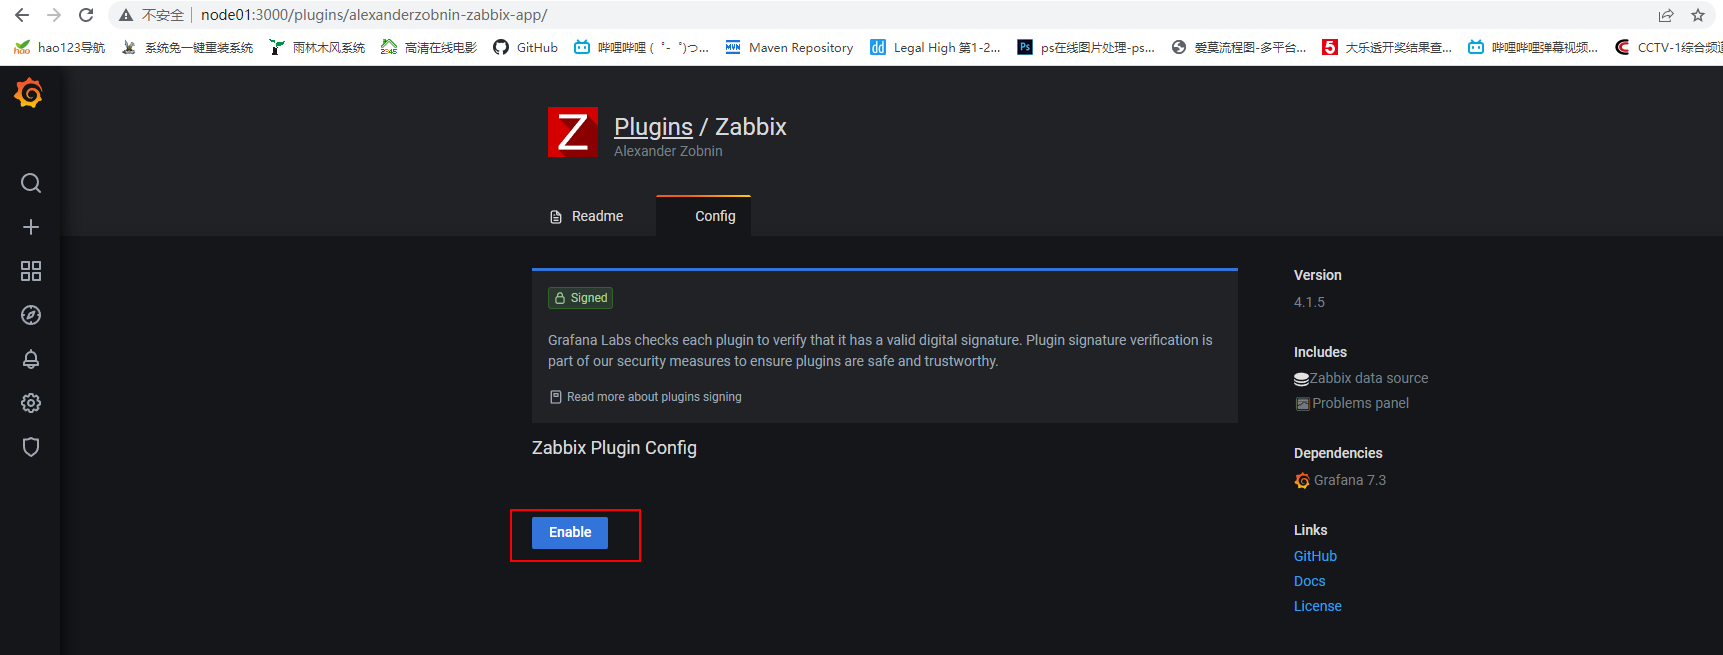 不安全 node01:3000/plugins/alexanderzobnin-zabbix-app/
hao123导航 系统兔一键重装系统 雨林木风系统 高清在线电影 GitHub 哔哩哔哩 ( ゜- ゜)つ... Maven Repository Legal High 第1-2... ps在线图片处理-ps... 爱莫流程图-多平台... 大乐透开奖结果查... 哔哩哔哩弹幕视频... CCTV-1综合频道
Plugins / Zabbix
Alexander Zobnin
Readme Config
Signed
Grafana Labs checks each plugin to verify that it has a valid digital signature. Plugin signature verification is
part of our security measures to ensure plugins are safe and trustworthy.
Read more about plugins signing
Zabbix Plugin Config
Enable
Version
4.1.5
Includes
Zabbix data source
Problems panel
Dependencies
Grafana 7.3
Links
GitHub
Docs
License